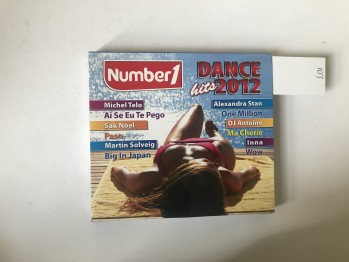 Number1
DANCE
hits 2012
Michel Telo
Ai Se Eu Te Pego
Sak Noel
Paso
Martin Solveig
Big In Japan
Alexandra Stan
One Million
DJ Antoine
Ma Cherie
Inna
Wow